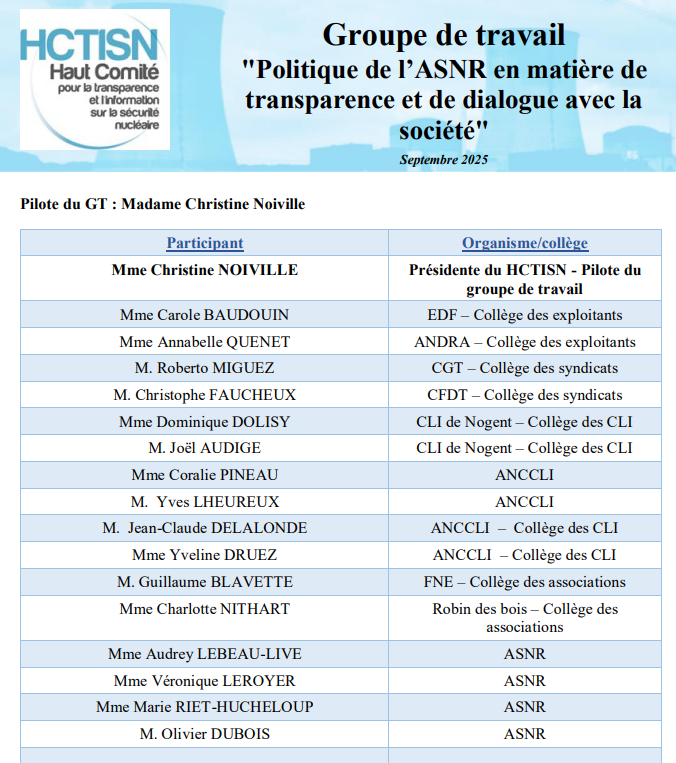 HCTISN
Haut Comité
pour la transparence
et l'information
sur la sécurité
nucléaire
Groupe de travail
"Politique de l'ASNR en matière de
transparence et de dialogue avec la
société"
Septembre 2025
Pilote du GT : Madame Christine Noiville
Participant Organisme/collège
Mme Christine NOIVILLE Présidente du HCTISN - Pilote du
groupe de travail
Mme Carole BAUDOUIN EDF – Collège des exploitants
Mme Annabelle QUENET ANDRA – Collège des exploitants
M. Roberto MIGUEZ CGT – Collège des syndicats
M. Christophe FAUCHEUX CFDT – Collège des syndicats
Mme Dominique DOLISY CLI de Nogent – Collège des CLI
M. Joël AUDIGE CLI de Nogent – Collège des CLI
Mme Coralie PINEAU ANCCLI
M. Yves LHEUREUX ANCCLI
M. Jean-Claude DELALONDE ANCCLI – Collège des CLI
Mme Yveline DRUEZ ANCCLI – Collège des CLI
M. Guillaume BLAVETTE FNE – Collège des associations
Mme Charlotte NITHART Robin des bois – Collège des
associations
Mme Audrey LEBEAU-LIVE ASNR
Mme Véronique LEROYER ASNR
Mme Marie RIET-HUCHELOUP ASNR
M. Olivier DUBOIS ASNR